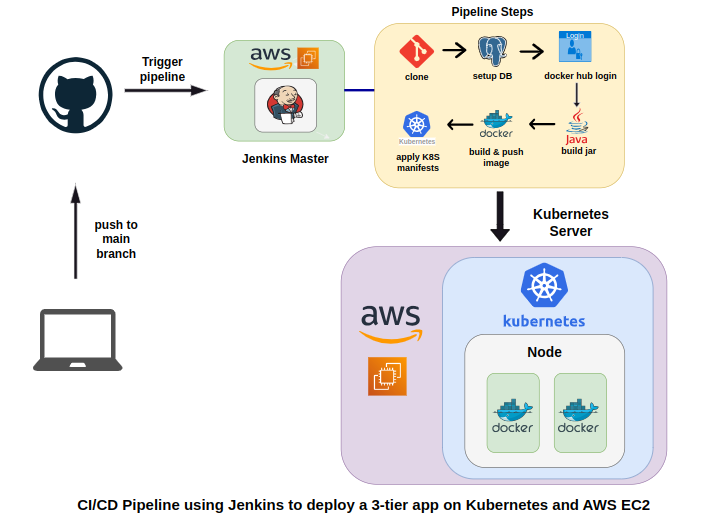 Pipeline Steps
Trigger
pipeline
aws
Login
clone
setup DB
docker hub login
Jenkins Master
Kubernetes
docker
Java
apply K8S
manifests
build & push
image
build jar
push to
main
branch
Kubernetes
Server
aws
kubernetes
Node
docker
docker
CI/CD Pipeline using Jenkins to deploy a 3-tier app on Kubernetes and AWS EC2